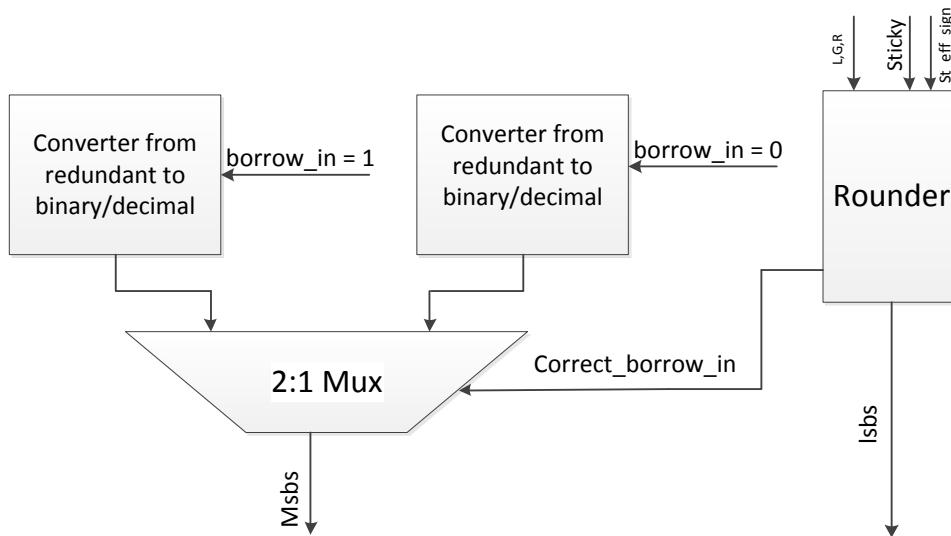 L,G,R
Sticky
St_eff_sign
Converter from
redundant to
binary/decimal
borrow_in = 1
Converter from
redundant to
binary/decimal
borrow_in = 0
Rounder
2:1 Mux
Correct_borrow_in
Msbs
lsbs